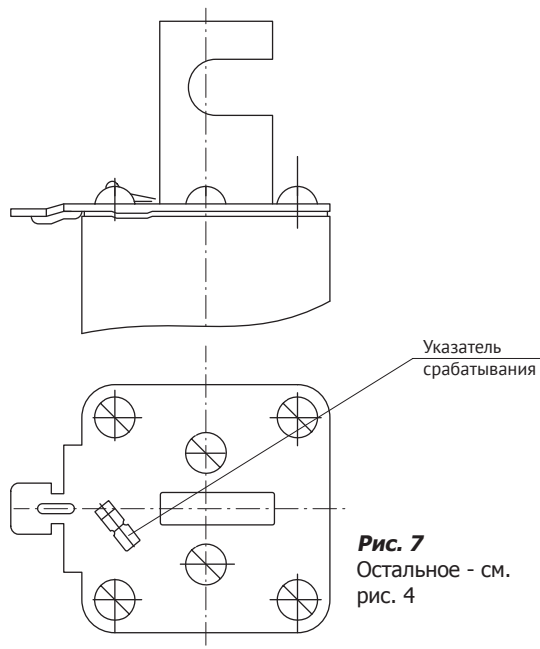 Указатель
срабатывания
Рис. 7
Остальное - см.
рис. 4